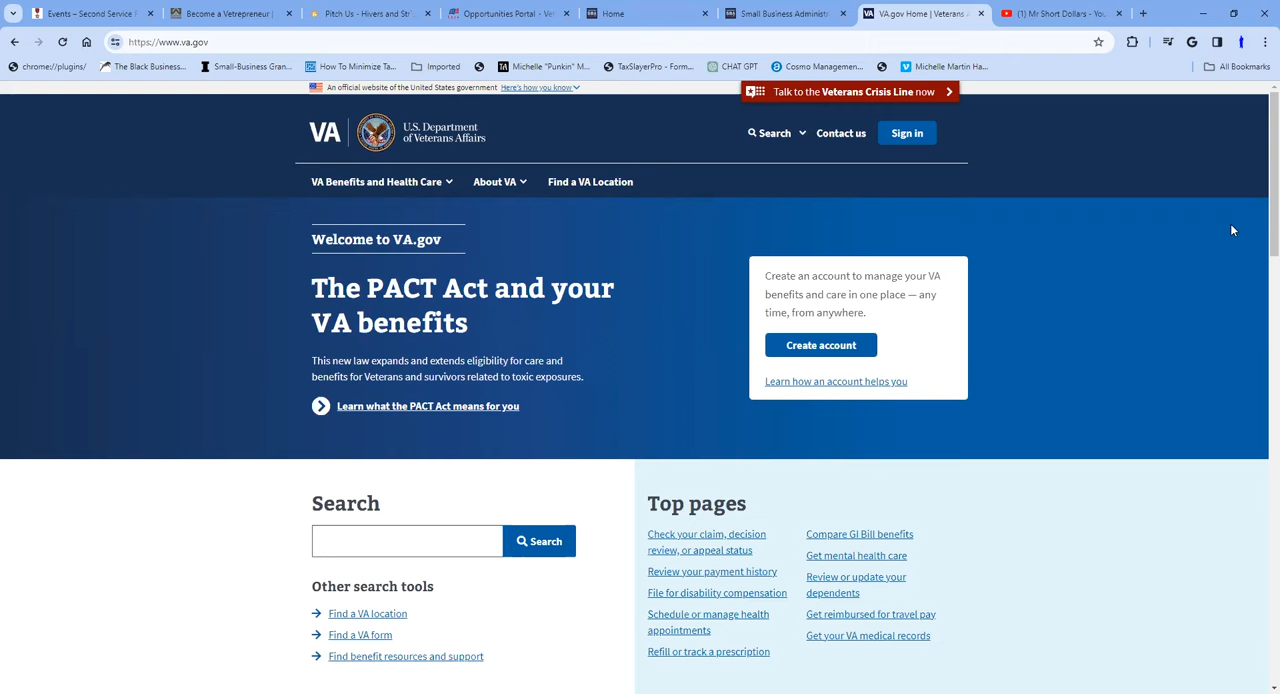 Events – Second Service F
Become a Vetrepreneur |
Pitch Us - Hivers and Str
Opportunities Portal - Vet
Home
Small Business Administra
VA.gov Home | Veterans A
(1) Mr Short Dollars - You
https://www.va.gov
chrome://plugins/
The Black Business...
Small-Business Gran...
How To Minimize Ta...
Imported
Michelle "Punkin" M...
TaxSlayerPro - Form...
CHAT GPT
Cosmo Managemen...
Michelle Martin Ha...
All Bookmarks
An official website of the United States government Here's how you know
Talk to the Veterans Crisis Line now
VA
U.S. Department
of Veterans Affairs
Search
Contact us
Sign in
VA Benefits and Health Care
About VA
Find a VA Location
Welcome to VA.gov
The PACT Act and your
VA benefits
This new law expands and extends eligibility for care and
benefits for Veterans and survivors related to toxic exposures.
Learn what the PACT Act means for you
Create an account to manage your VA
benefits and care in one place — any
time, from anywhere.
Create account
Learn how an account helps you
Search
Search
Other search tools
Find a VA location
Find a VA form
Find benefit resources and support
Top pages
Check your claim, decision
review, or appeal status
Review your payment history
File for disability compensation
Schedule or manage health
appointments
Refill or track a prescription
Compare GI Bill benefits
Get mental health care
Review or update your
dependents
Get reimbursed for travel pay
Get your VA medical records